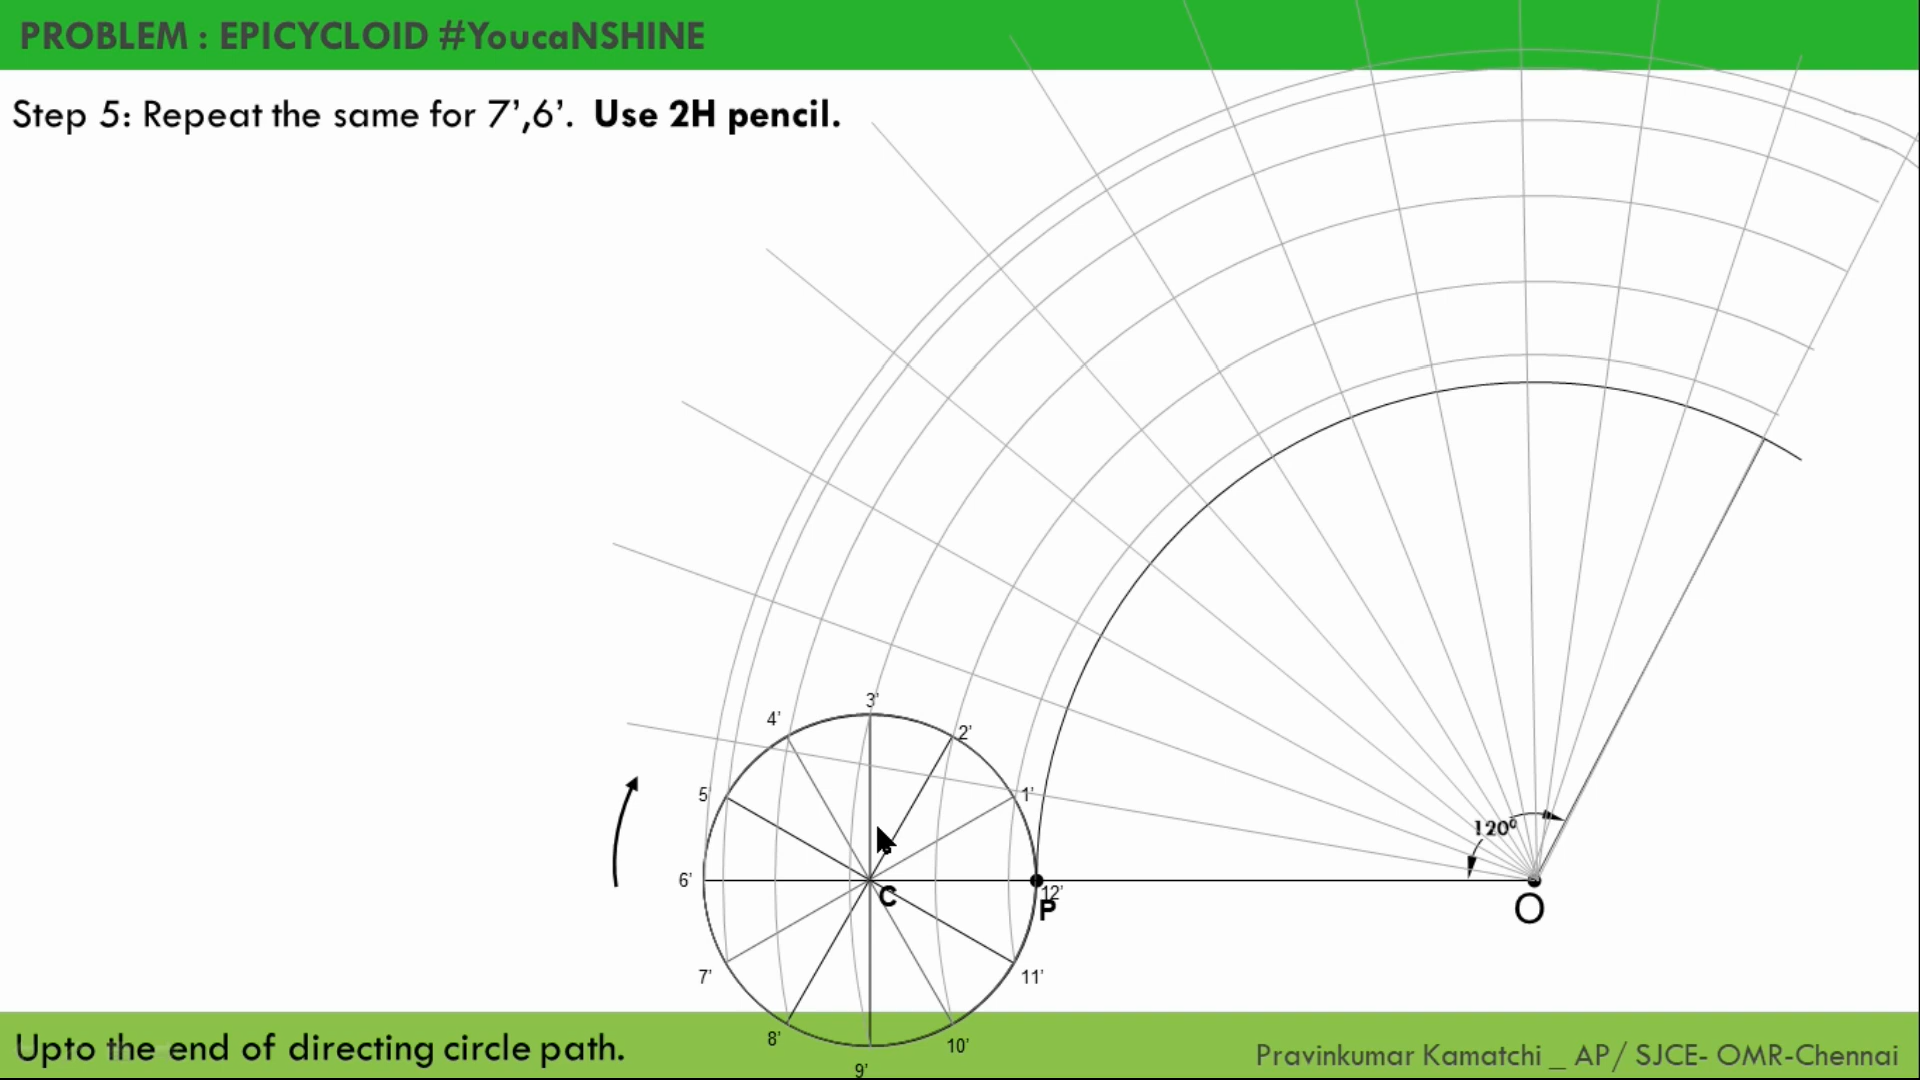 PROBLEM : EPICYCLOID #YoucaNSHINE
Step 5: Repeat the same for 7’,6’. Use 2H pencil.
3’
4’
2’
5’
1’
120⁰
6’
C
12’
P
O
7’
11’
8’
10’
9’
Upto the end of directing circle path.
Pravinkumar Kamatchi _ AP/ SJCE- OMR-Chennai